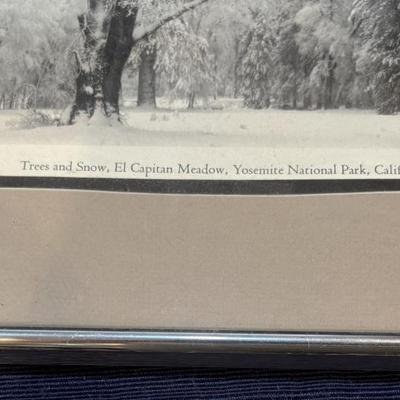 Trees and Snow, El Capitan Meadow, Yosemite National Park, Calif